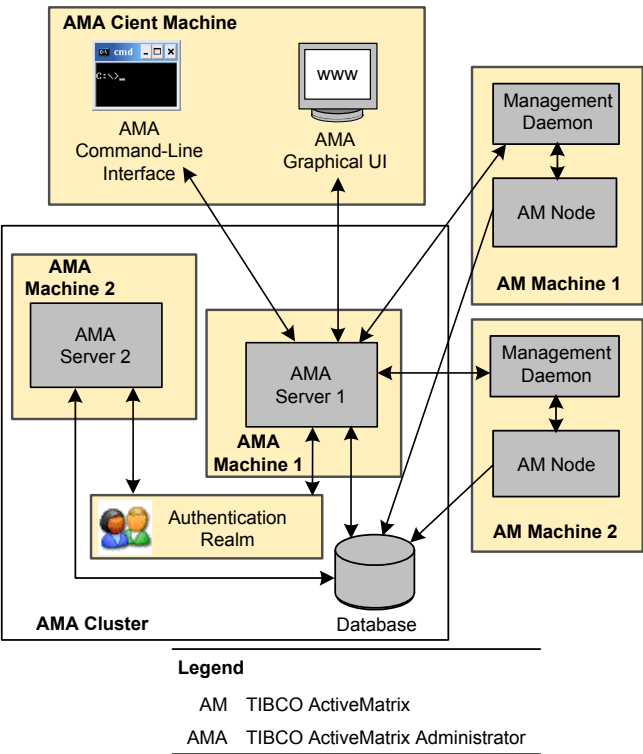 AMA Cient Machine
cmd
C:\>_
www
AMA
Command-Line
Interface
AMA
Graphical UI
Management
Daemon
AM Node
AM Machine 1
AMA
Machine 2
AMA
Server 2
AMA
Server 1
AMA
Machine 1
Management
Daemon
AM Node
AM Machine 2
Authentication
Realm
AMA Cluster
Database
Legend
AM TIBCO ActiveMatrix
AMA TIBCO ActiveMatrix Administrator